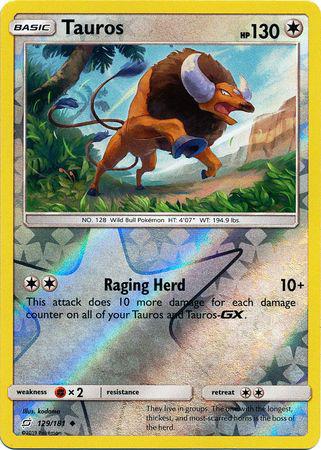 BASIC Tauros HP 130
NO. 128 Wild Bull Pokémon HT: 4'07" WT: 194.9 lbs.
Raging Herd 10+
This attack does 10 more damage for each damage
counter on all of your Tauros and Tauros-GX.
weakness ×2 resistance retreat
Illus. kodama
129/181
©2019 Pokémon
They live in groups. The one with the longest,
thickest, and most-scarred horns is the boss of
the herd.